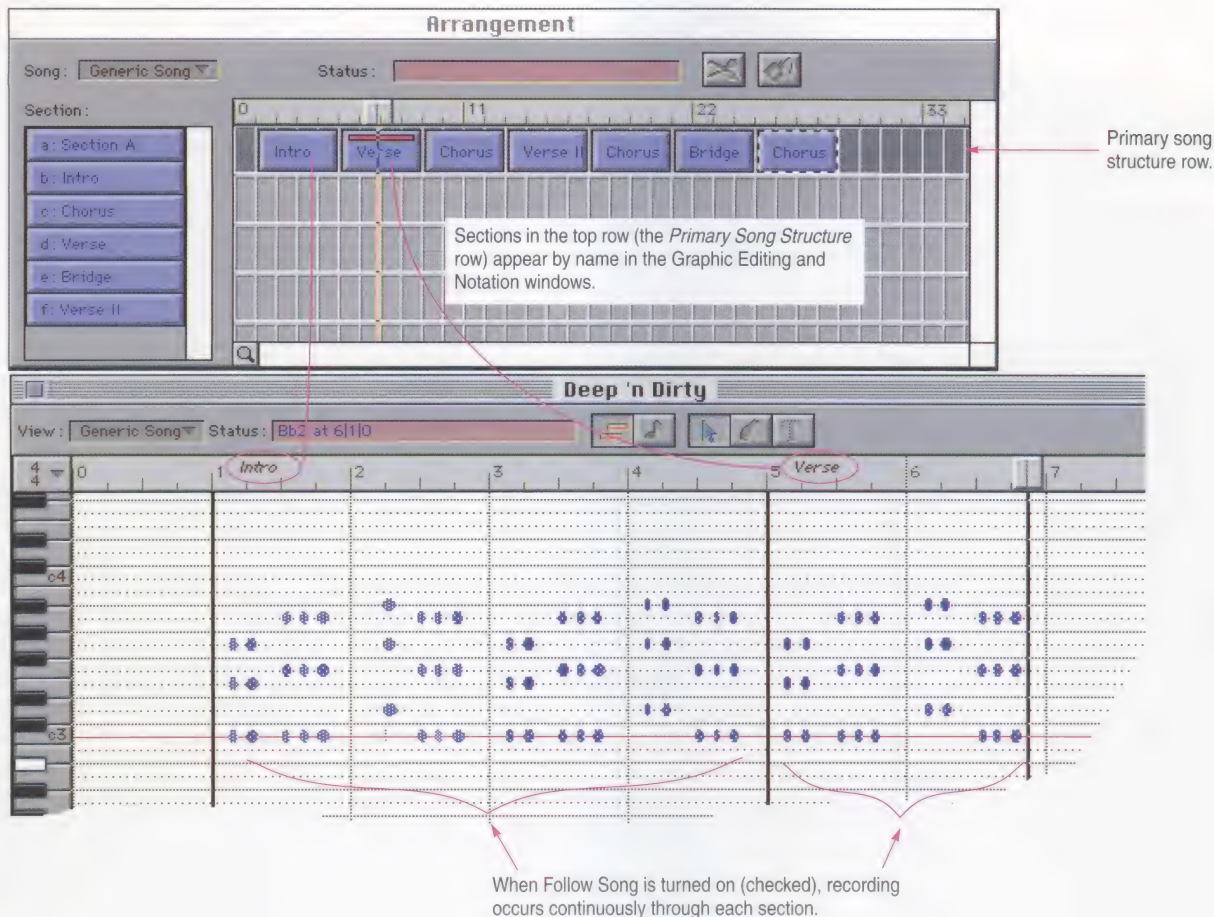 Arrangement
Song: Generic Song
Status:
Section:
0 11 22 33
a: Section A
b: Intro
c: Chorus
d: Verse
e: Bridge
f: Verse II
Intro Verse Chorus Verse II Chorus Bridge Chorus
Primary song
structure row.
Sections in the top row (the Primary Song Structure
row) appear by name in the Graphic Editing and
Notation windows.
Deep 'n Dirty
View: Generic Song Status: Bb2 at 6|1|0
4
4
0 1 Intro 2 3 4 5 Verse 6 7
c4
c3
When Follow Song is turned on (checked), recording
occurs continuously through each section.